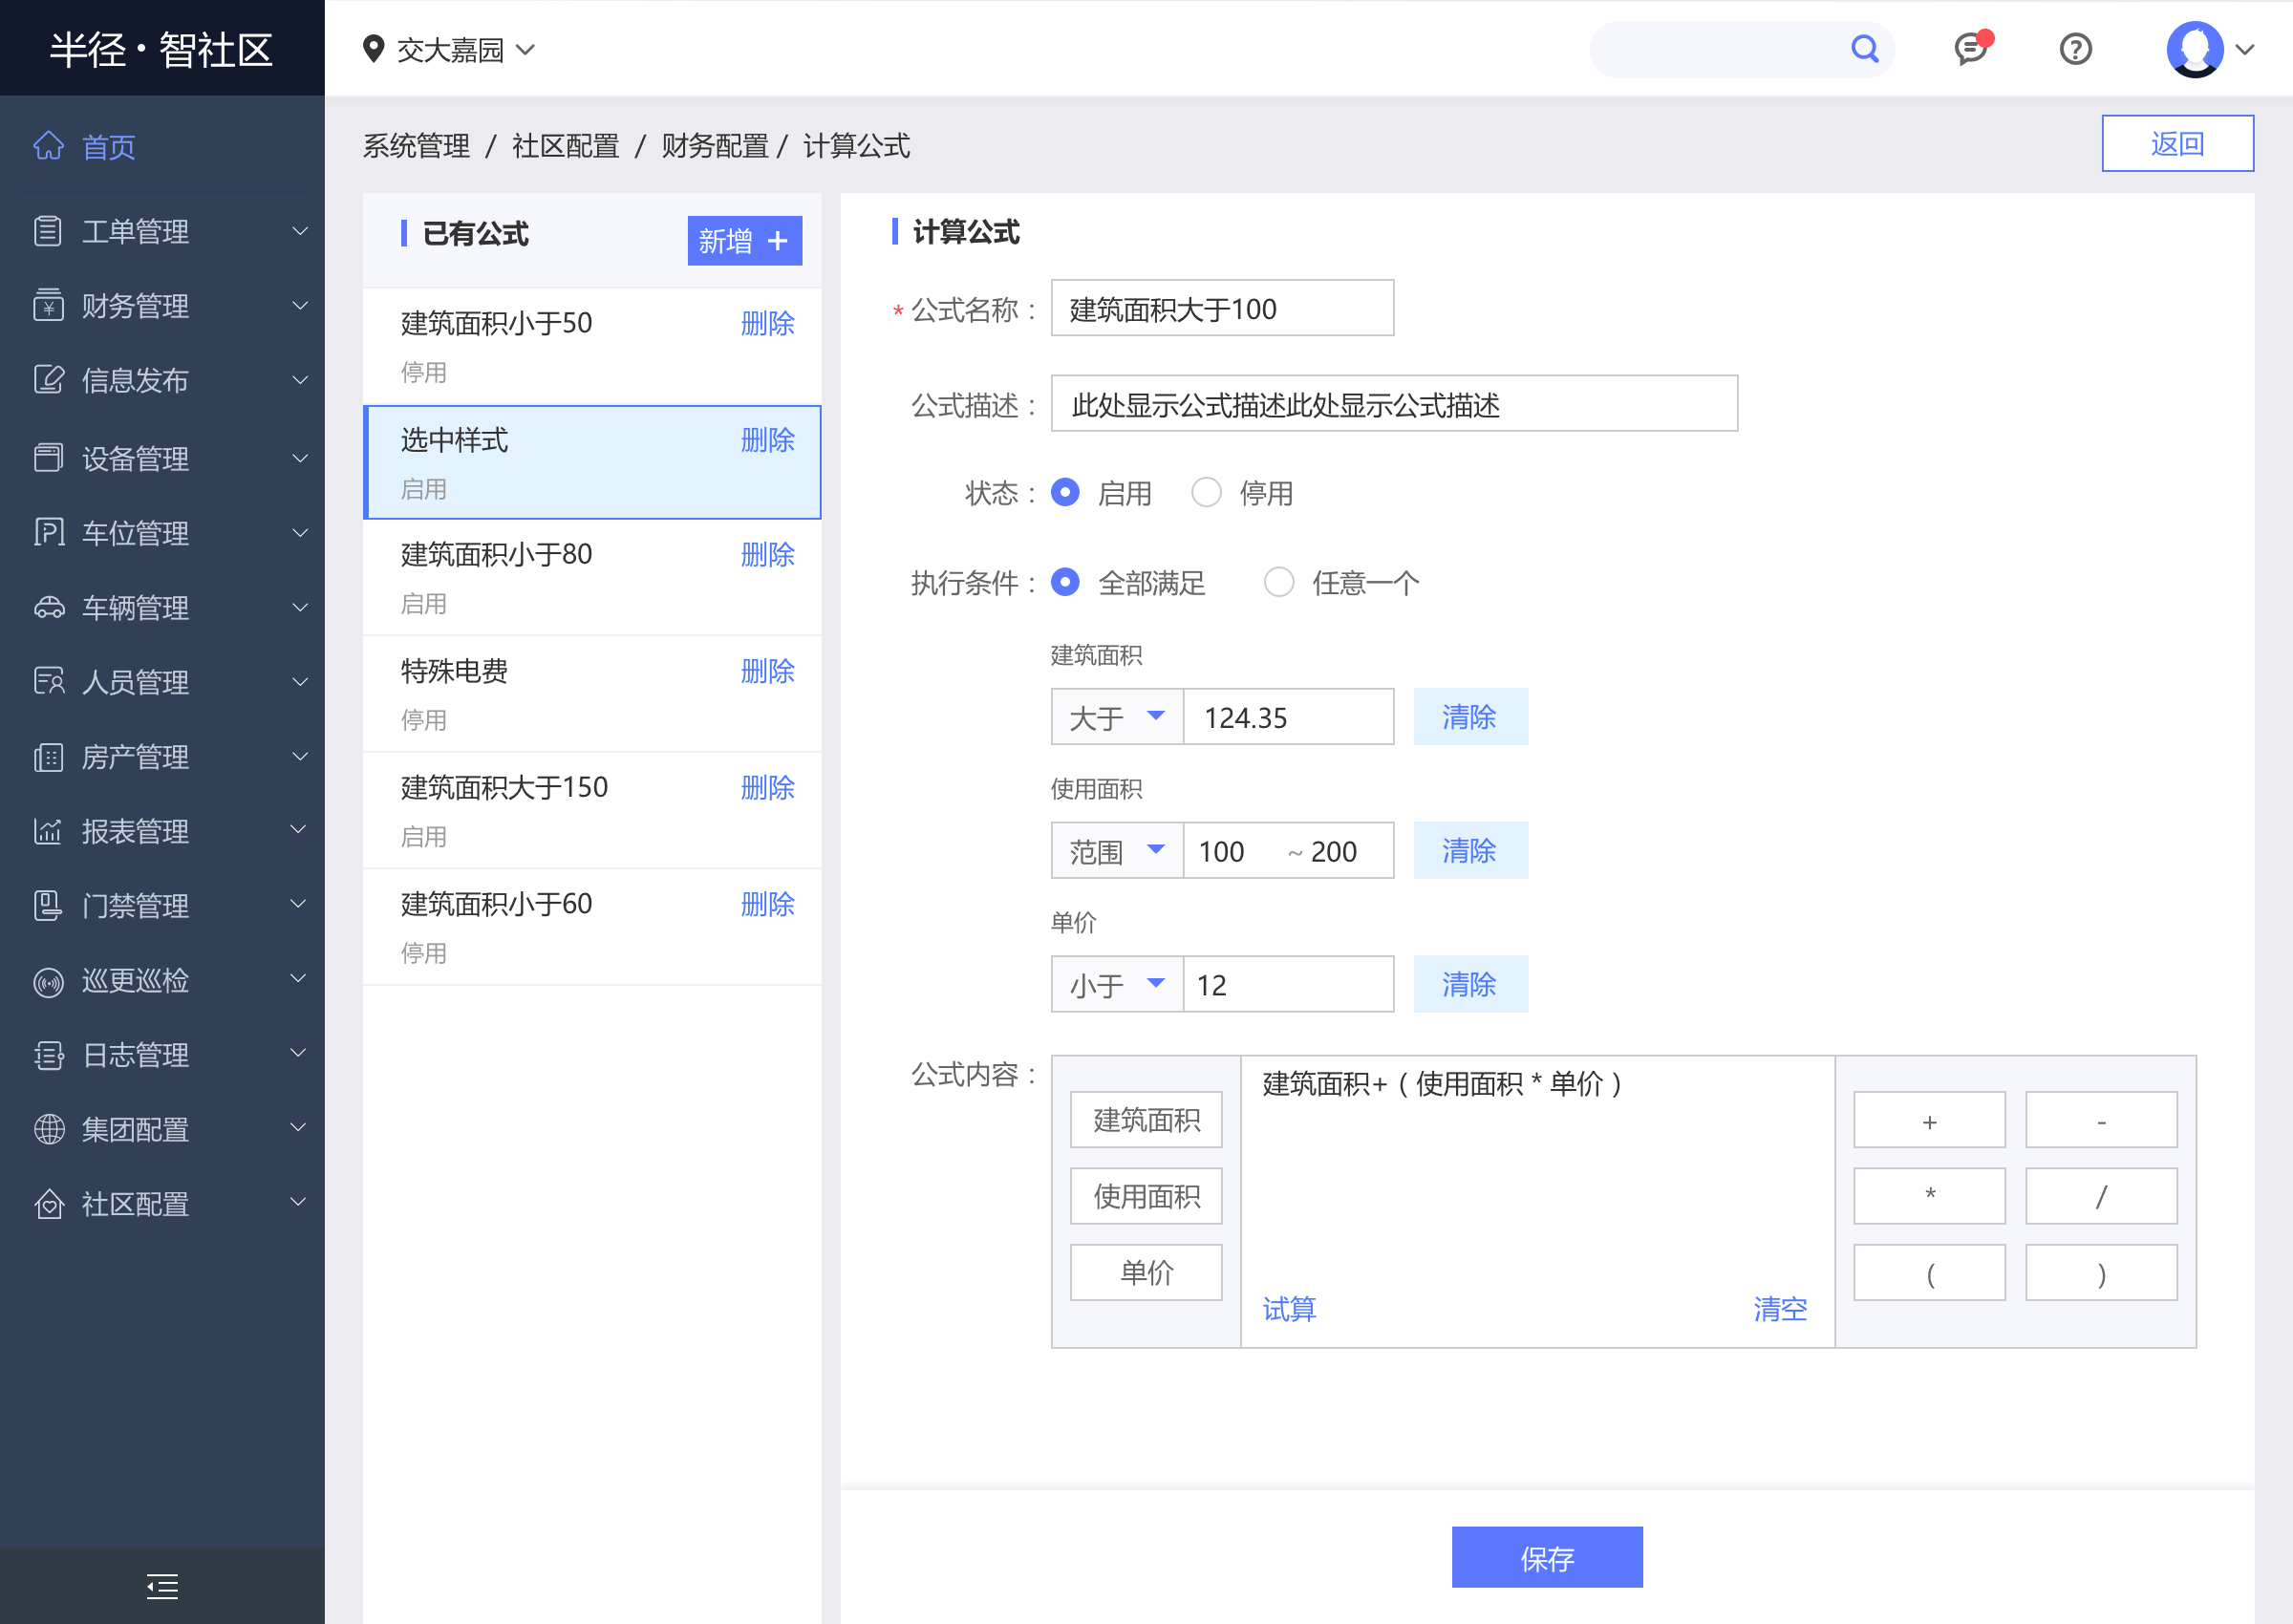 半径·智社区
交大嘉园
首页
工单管理
财务管理
信息发布
设备管理
车位管理
车辆管理
人员管理
房产管理
报表管理
门禁管理
巡更巡检
日志管理
集团配置
社区配置
系统管理 / 社区配置 / 财务配置 / 计算公式
返回
已有公式
新增 +
建筑面积小于50 删除
停用
选中样式 删除
启用
建筑面积小于80 删除
启用
特殊电费 删除
停用
建筑面积大于150 删除
启用
建筑面积小于60 删除
停用
计算公式
* 公式名称： 建筑面积大于100
公式描述： 此处显示公式描述此处显示公式描述
状态： 启用 停用
执行条件： 全部满足 任意一个
建筑面积
大于 124.35 清除
使用面积
范围 100 ~ 200 清除
单价
小于 12 清除
公式内容：
建筑面积
使用面积
单价
建筑面积+（使用面积 * 单价）
试算 清空
+ -
* /
( )
保存